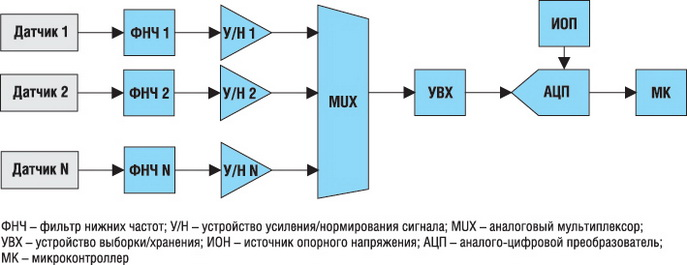 Датчик 1
ФНЧ 1
У/Н 1
ИОП
Датчик 2
ФНЧ 2
У/Н 2
MUX
УВХ
АЦП
МК
Датчик N
ФНЧ N
У/Н N
ФНЧ – фильтр нижних частот; У/Н – устройство усиления/нормирования сигнала; MUX – аналоговый мультиплексор;
УВХ – устройство выборки/хранения; ИОН – источник опорного напряжения; АЦП – аналого-цифровой преобразователь;
МК – микроконтроллер